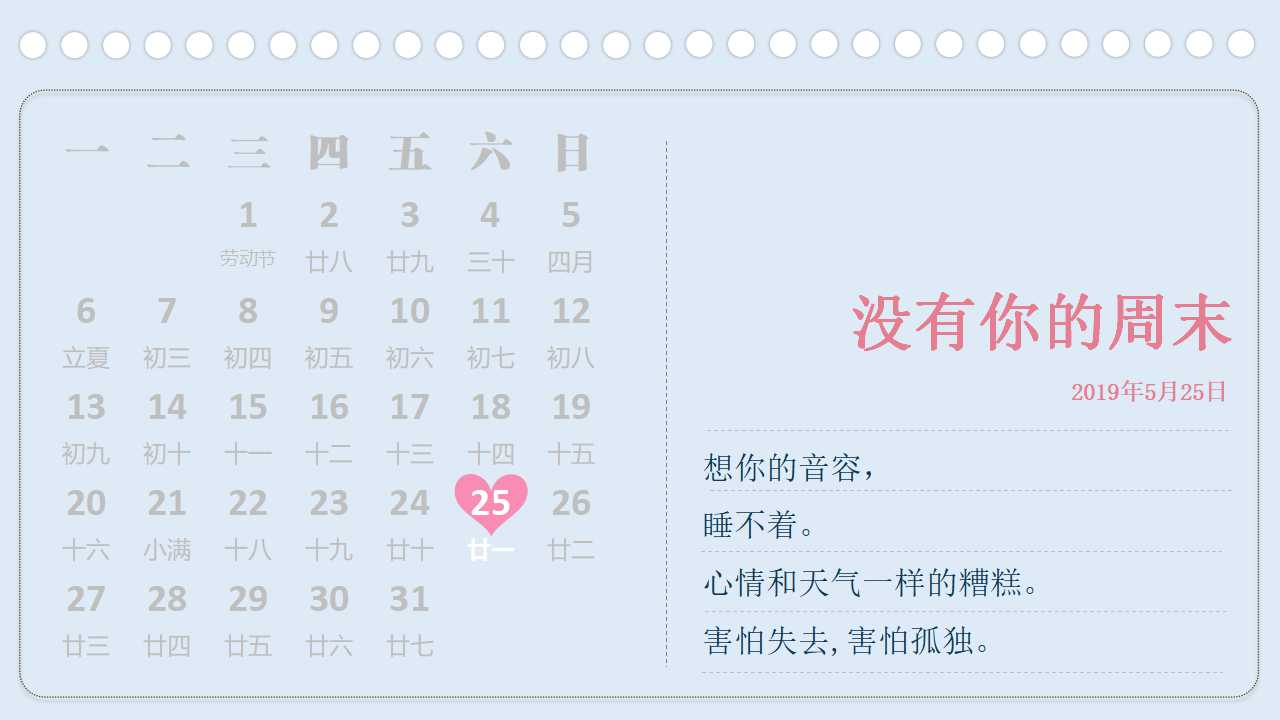 一 二 三 四 五 六 日
1 2 3 4 5
劳动节 廿八 廿九 三十 四月
6 7 8 9 10 11 12
立夏 初三 初四 初五 初六 初七 初八
13 14 15 16 17 18 19
初九 初十 十一 十二 十三 十四 十五
20 21 22 23 24 25 26
十六 小满 十八 十九 廿十 廿一 廿二
27 28 29 30 31
廿三 廿四 廿五 廿六 廿七
没有你的周末
2019年5月25日
想你的音容，
睡不着。
心情和天气一样的糟糕。
害怕失去,害怕孤独。